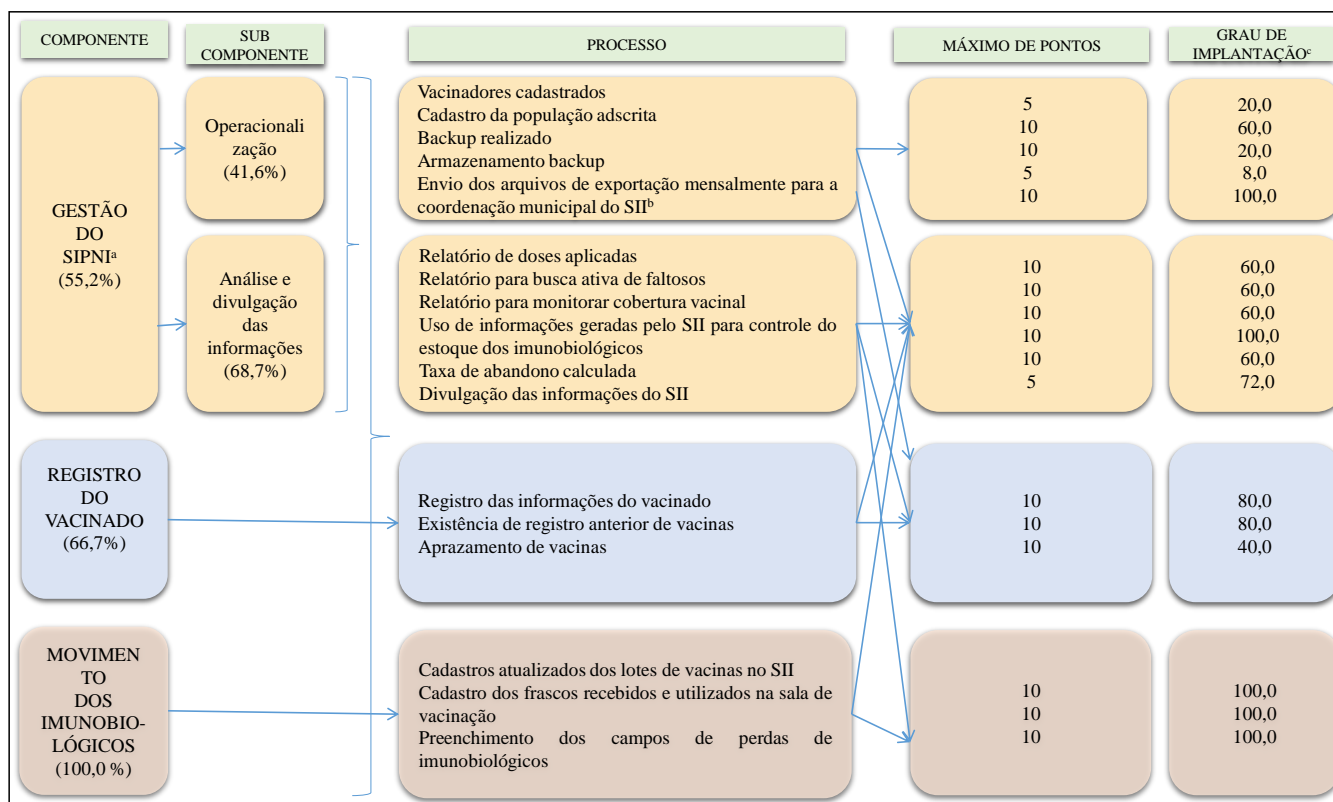 COMPONENTE
SUB
COMPONENTE
PROCESSO
MÁXIMO DE PONTOS
GRAU DE
IMPLANTAÇÃOᶜ
GESTÃO
DO
SIPNIᵃ
(55,2%)
Operacionali
zação
(41,6%)
Vacinadores cadastrados
Cadastro da população adscrita
Backup realizado
Armazenamento backup
Envio dos arquivos de exportação mensalmente para a
coordenação municipal do SIIᵇ
5
10
10
5
10
20,0
60,0
20,0
8,0
100,0
Análise e
divulgação
das
informações
(68,7%)
Relatório de doses aplicadas
Relatório para busca ativa de faltosos
Relatório para monitorar cobertura vacinal
Uso de informações geradas pelo SII para controle do
estoque dos imunobiológicos
Taxa de abandono calculada
Divulgação das informações do SII
10
10
10
10
10
5
60,0
60,0
60,0
100,0
60,0
72,0
REGISTRO
DO
VACINADO
(66,7%)
Registro das informações do vacinado
Existência de registro anterior de vacinas
Aprazamento de vacinas
10
10
10
80,0
80,0
40,0
MOVIMEN
TO
DOS
IMUNOBIO-
LÓGICOS
(100,0 %)
Cadastros atualizados dos lotes de vacinas no SII
Cadastro dos frascos recebidos e utilizados na sala de
vacinação
Preenchimento dos campos de perdas de
imunobiológicos
10
10
10
100,0
100,0
100,0